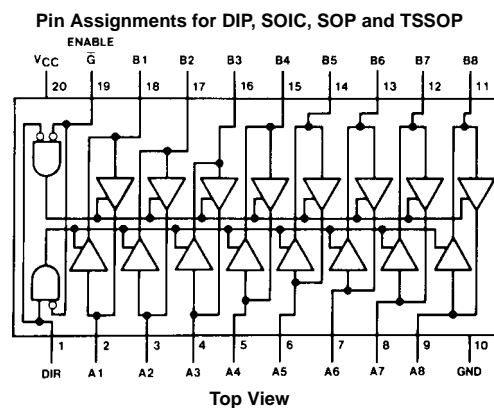 Pin Assignments for DIP, SOIC, SOP and TSSOP
ENABLE
VCC G B1 B2 B3 B4 B5 B6 B7 B8
20 19 18 17 16 15 14 13 12 11
1 2 3 4 5 6 7 8 9 10
DIR A1 A2 A3 A4 A5 A6 A7 A8 GND
Top View